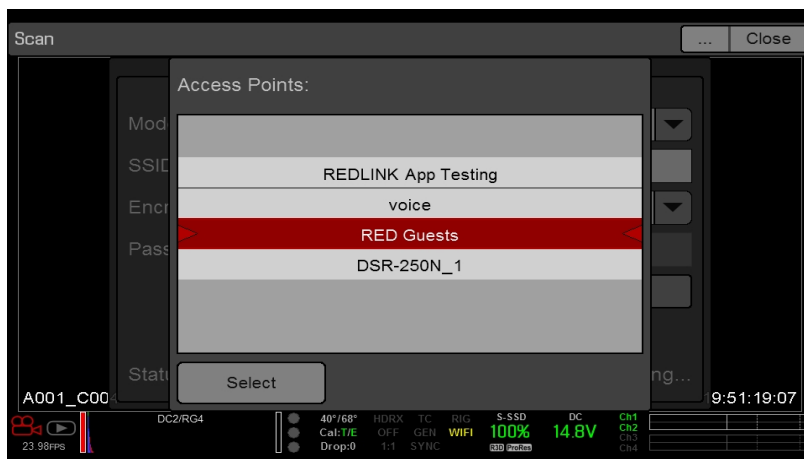 Scan
... Close
Access Points:
Mod
SSID
REDLINK App Testing
voice
Encr
RED Guests
Pass
DSR-250N_1
Select
Statu
ng...
A001_C00
9:51:19:07
DC2/RG4
40°/68° HDRX TC RIG S-SSD DC Ch1
Cal:T/E OFF GEN WIFI 100% 14.8V Ch2
Ch3
23.98FPS
Drop:0 1:1 SYNC R3D ProRes Ch4